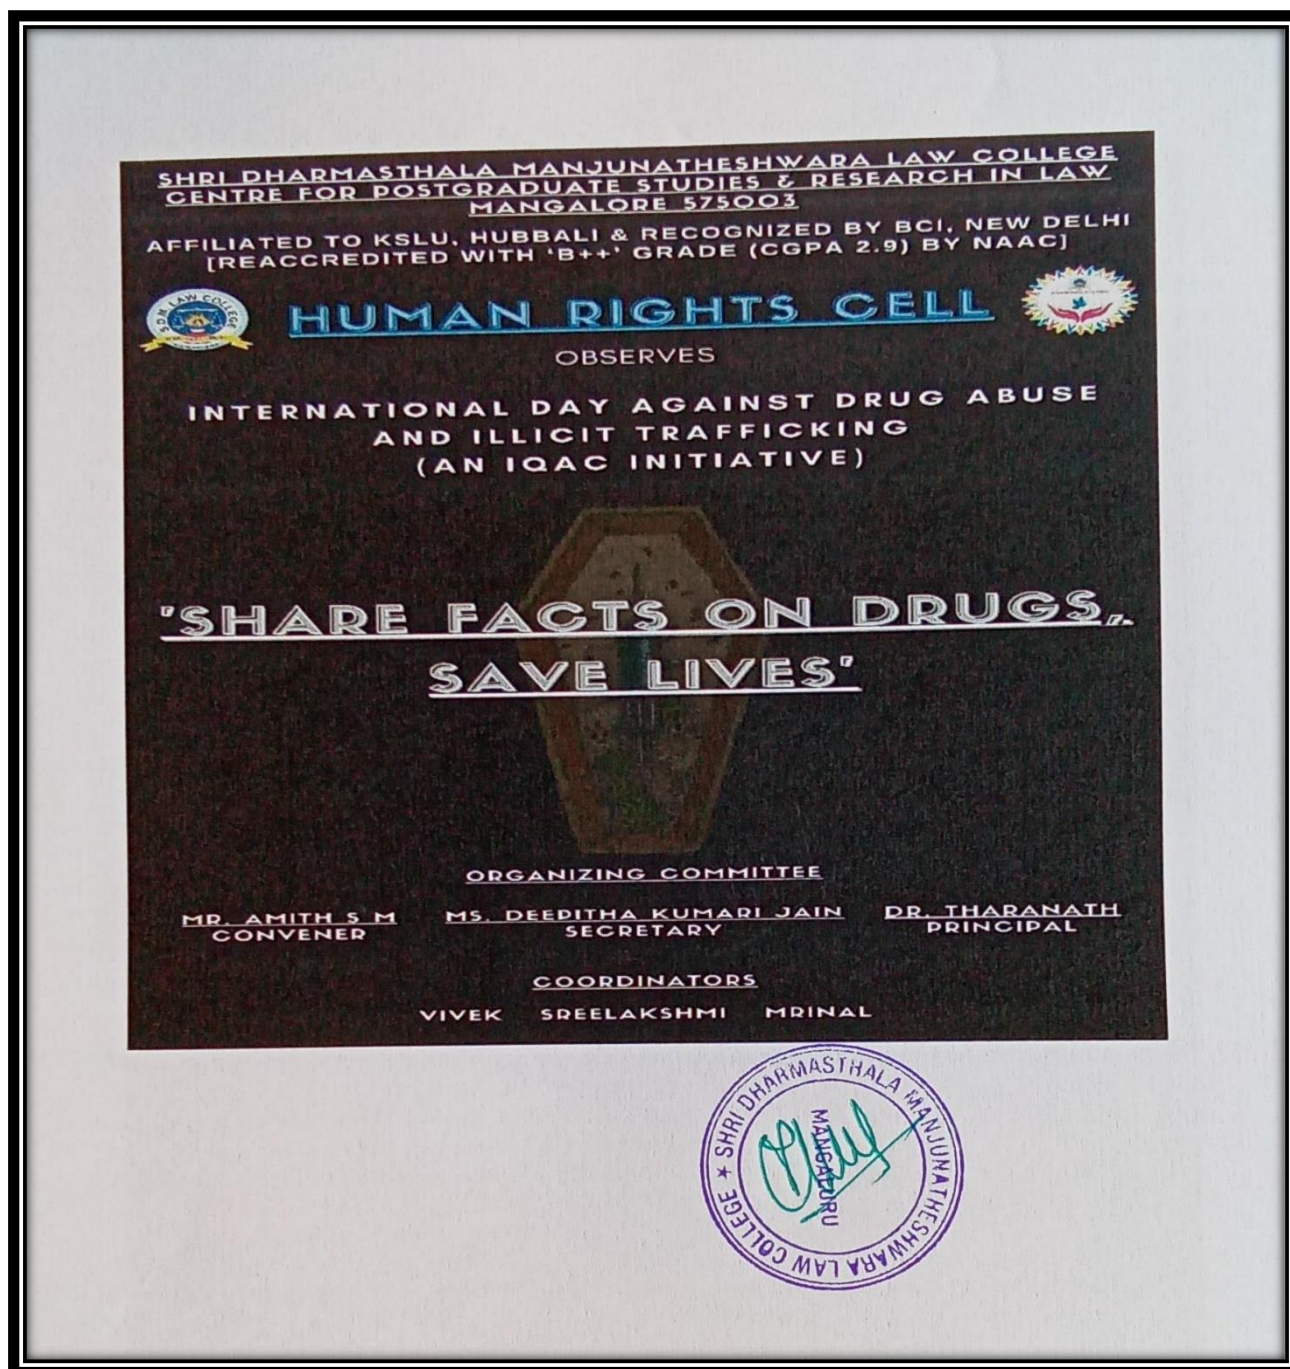 SHRI DHARMASTHALA MANJUNATHESHWARA LAW COLLEGE
CENTRE FOR POSTGRADUATE STUDIES & RESEARCH IN LAW
MANGALORE 575003
AFFILIATED TO KSLU, HUBBALI & RECOGNIZED BY BCI, NEW DELHI
[REACCREDITED WITH 'B++' GRADE (CGPA 2.9) BY NAAC]
S D M LAW COLLEGE
HUMAN RIGHTS CELL
OBSERVES
INTERNATIONAL DAY AGAINST DRUG ABUSE
AND ILLICIT TRAFFICKING
(AN IQAC INITIATIVE)
'SHARE FACTS ON DRUGS,
SAVE LIVES'
ORGANIZING COMMITTEE
MR. AMITH S M MS. DEEPITHA KUMARI JAIN DR. THARANATH
CONVENER SECRETARY PRINCIPAL
COORDINATORS
VIVEK SREELAKSHMI MRINAL
SHRI DHARMASTHALA MANJUNATHESHWARA LAW COLLEGE ★
MANGALURU